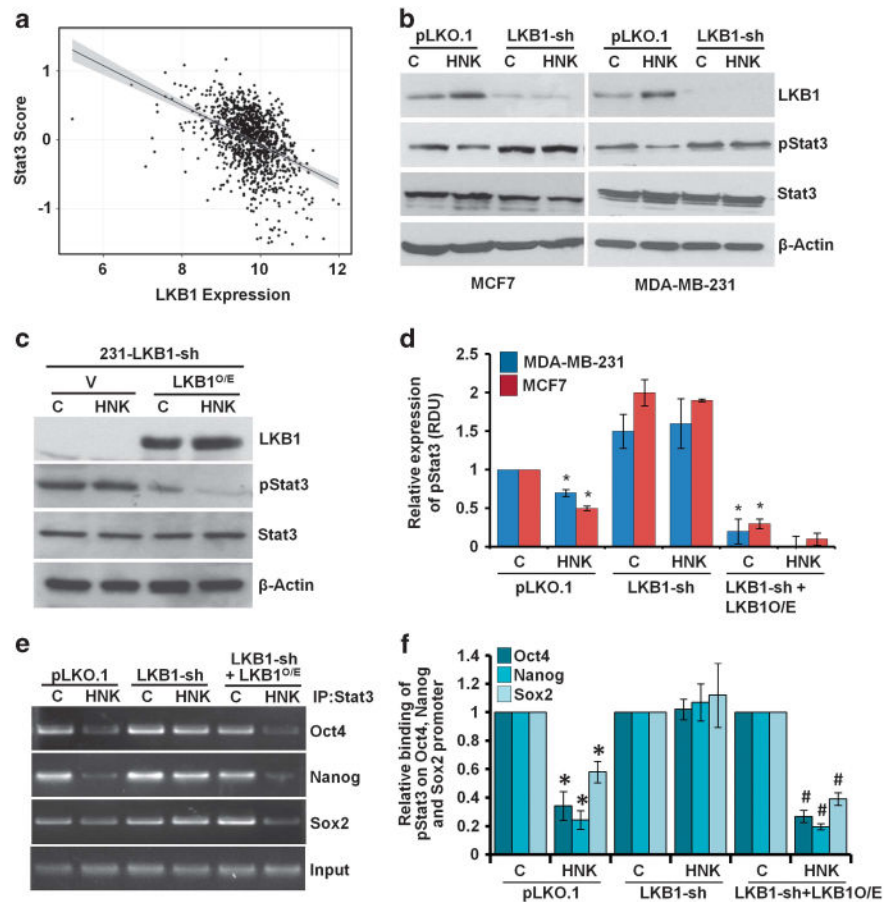 a
Stat3 Score
1
0
-1
6
8
10
12
LKB1 Expression
b
pLKO.1 LKB1-sh pLKO.1 LKB1-sh
C HNK C HNK C HNK C HNK
LKB1
pStat3
Stat3
β-Actin
MCF7 MDA-MB-231
c
231-LKB1-sh
V LKB1O/E
C HNK C HNK
LKB1
pStat3
Stat3
β-Actin
d
Relative expression
of pStat3 (RDU)
2.5
2
1.5
1
0.5
0
MDA-MB-231
MCF7
* * * *
C HNK C HNK C HNK
pLKO.1 LKB1-sh LKB1-sh +
LKB1O/E
e
pLKO.1 LKB1-sh LKB1-sh
+ LKB1O/E
C HNK C HNK C HNK IP:Stat3
Oct4
Nanog
Sox2
Input
f
Relative binding of
pStat3 on Oct4, Nanog
and Sox2 promoter
1.4
1.2
1
0.8
0.6
0.4
0.2
0
Oct4
Nanog
Sox2
* * * # # #
C HNK C HNK C HNK
pLKO.1 LKB1-sh LKB1-sh+LKB1O/E